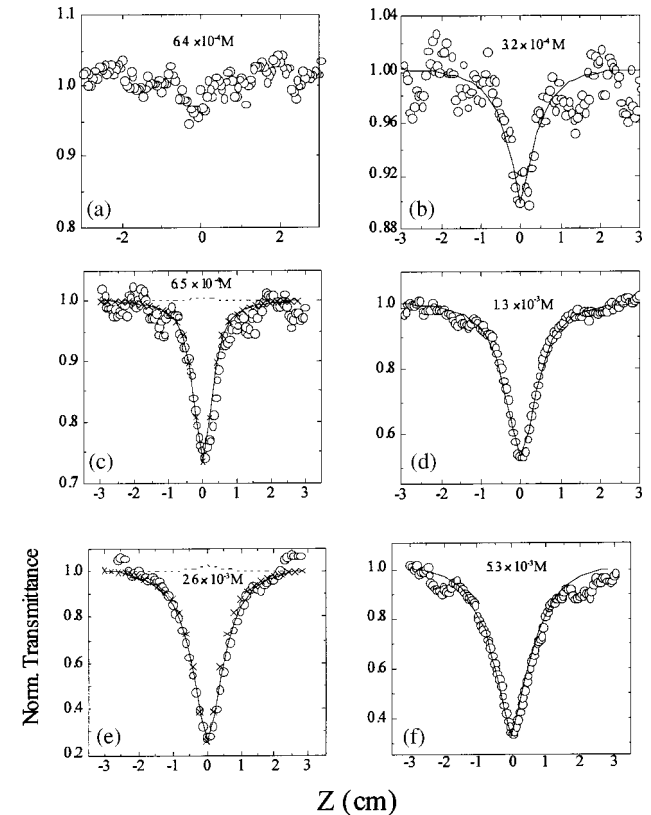 1.1
1.0
0.9
0.8
6.4 ×10⁻⁴M
(a)
-2 0 2
1.04
1.00
0.96
0.92
0.88
3.2 ×10⁻⁴M
(b)
-3 -2 -1 0 1 2 3
1.0
0.9
0.8
0.7
6.5 ×10⁻⁴M
(c)
-3 -2 -1 0 1 2 3
1.0
0.8
0.6
1.3 ×10⁻³M
(d)
-3 -2 -1 0 1 2 3
Norm. Transmittance
1.0
0.8
0.6
0.4
0.2
2.6 ×10⁻³M
(e)
-3 -2 -1 0 1 2 3
1.0
0.8
0.6
0.4
5.3 ×10⁻³M
(f)
-3 -2 -1 0 1 2 3
Z (cm)